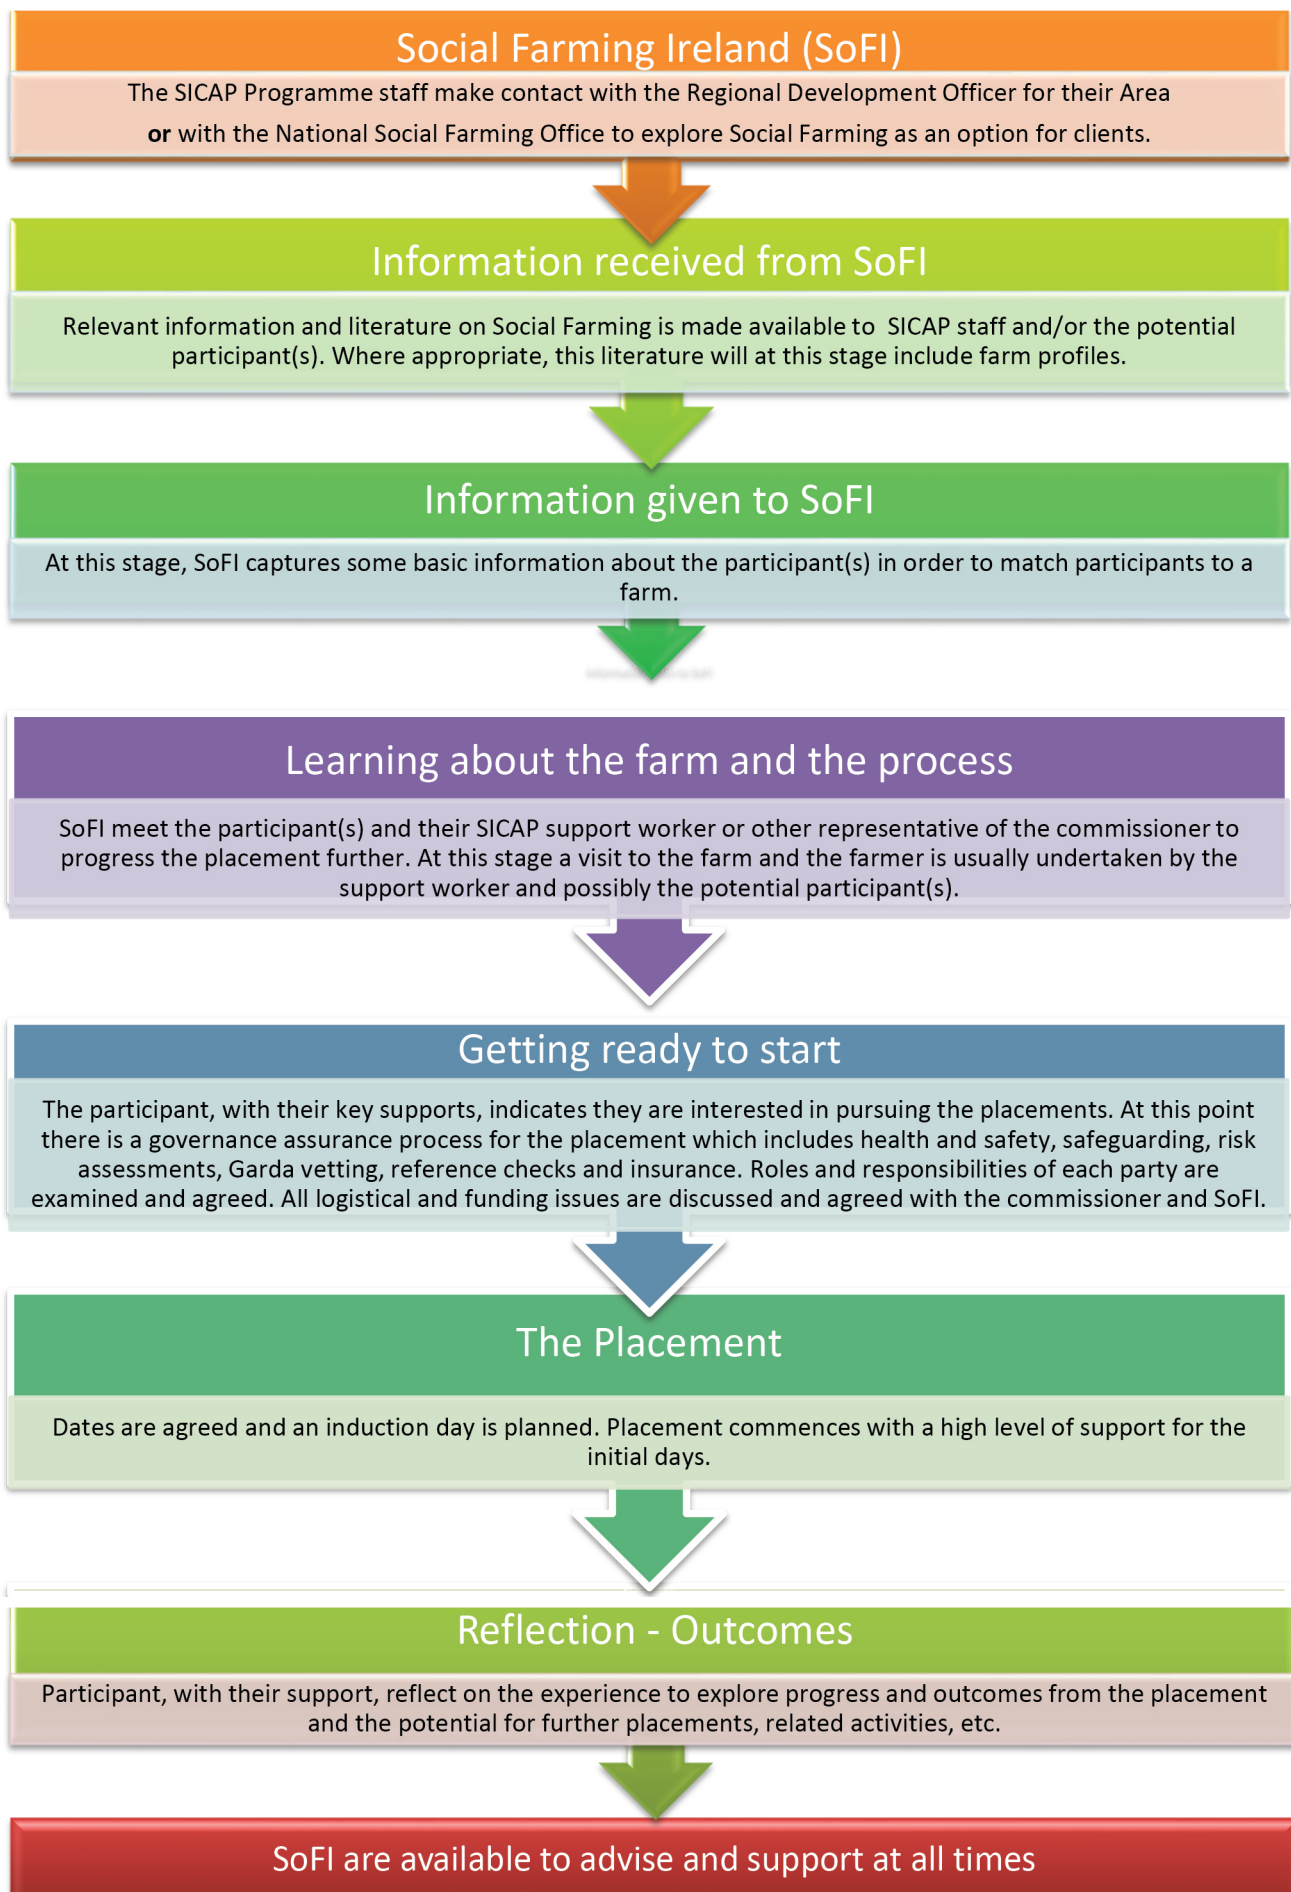 Social Farming Ireland (SoFI)
The SICAP Programme staff make contact with the Regional Development Officer for their Area
or with the National Social Farming Office to explore Social Farming as an option for clients.
Information received from SoFI
Relevant information and literature on Social Farming is made available to SICAP staff and/or the potential
participant(s). Where appropriate, this literature will at this stage include farm profiles.
Information given to SoFI
At this stage, SoFI captures some basic information about the participant(s) in order to match participants to a
farm.
Learning about the farm and the process
SoFI meet the participant(s) and their SICAP support worker or other representative of the commissioner to
progress the placement further. At this stage a visit to the farm and the farmer is usually undertaken by the
support worker and possibly the potential participant(s).
Getting ready to start
The participant, with their key supports, indicates they are interested in pursuing the placements. At this point
there is a governance assurance process for the placement which includes health and safety, safeguarding, risk
assessments, Garda vetting, reference checks and insurance. Roles and responsibilities of each party are
examined and agreed. All logistical and funding issues are discussed and agreed with the commissioner and SoFI.
The Placement
Dates are agreed and an induction day is planned. Placement commences with a high level of support for the
initial days.
Reflection - Outcomes
Participant, with their support, reflect on the experience to explore progress and outcomes from the placement
and the potential for further placements, related activities, etc.
SoFI are available to advise and support at all times